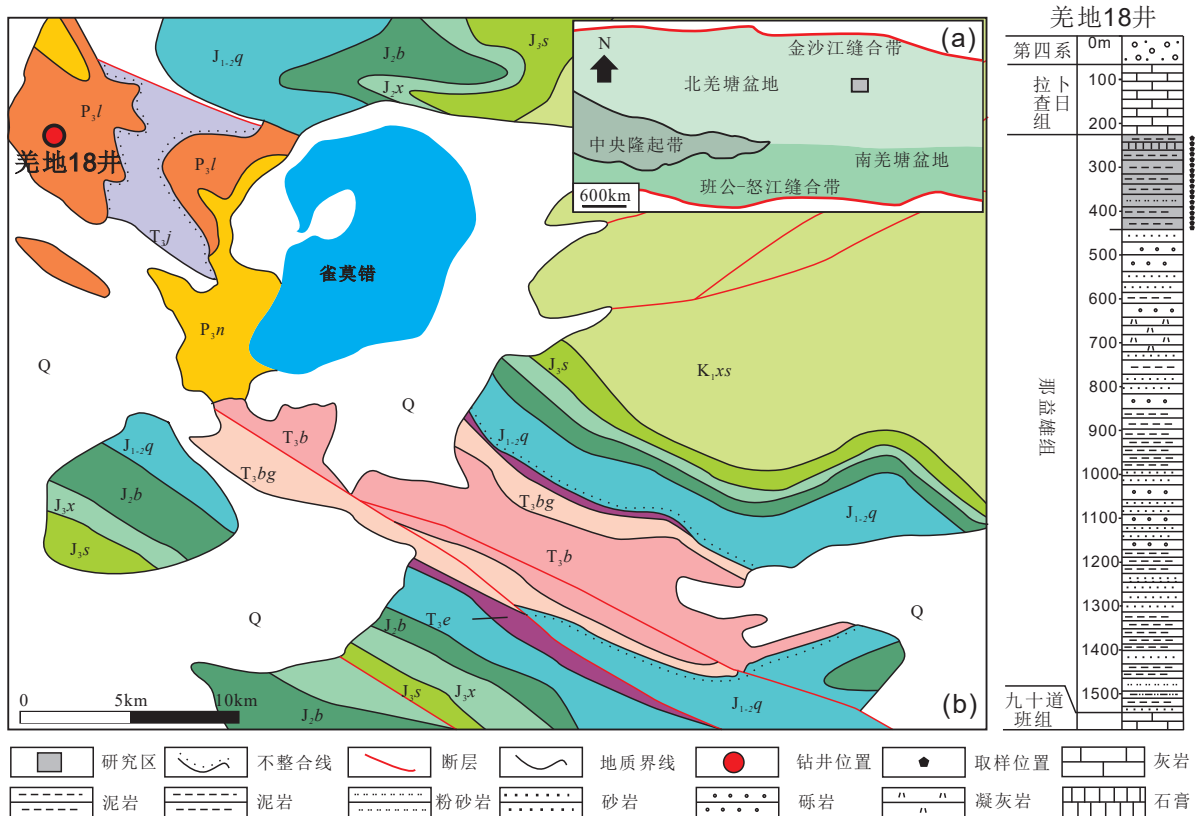 羌地18井
(a)
N
金沙江缝合带
北羌塘盆地
中央隆起带
南羌塘盆地
班公-怒江缝合带
600km
J₁₋₂q
J₂b
J₃s
J₂x
P₃l
羌地18井
P₃l
T₃j
雀莫错
P₃n
Q
K₁xs
J₃s
Q
T₃b
J₁₋₂q
J₁₋₂q
T₃bg
J₂b
T₃bg
J₃x
J₁₋₂q
J₃s
T₃b
Q
Q
T₃e
J₂b
J₃s
J₃x
J₁₋₂q
J₂b
0 5km 10km
(b)
第四系
0m
拉卜查日组
100
200
300
400
500
600
700
那益雄组
800
900
1000
1100
1200
1300
1400
九十道班组
1500
研究区 不整合线 断层 地质界线 钻井位置 取样位置 灰岩
泥岩 泥岩 粉砂岩 砂岩 砾岩 凝灰岩 石膏